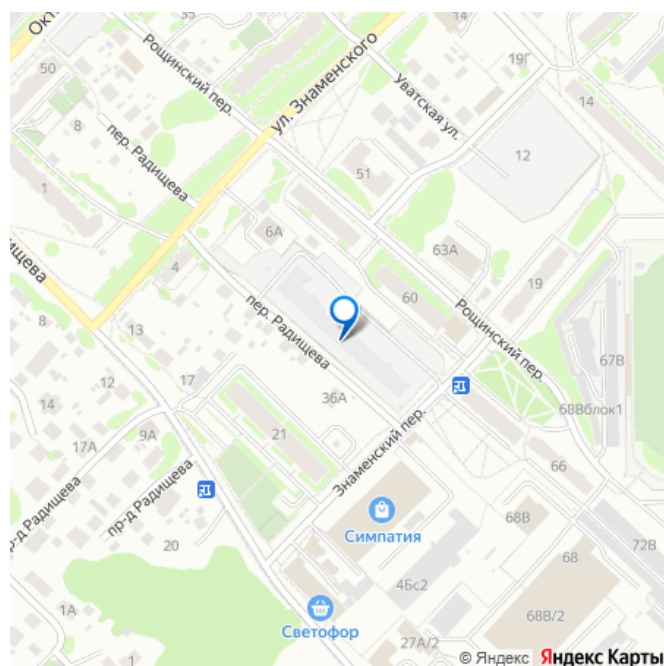 Окт
35
14
Рощинский пер.
ул. Знаменского
19Г
50
8
пер. Радищева
Уватская ул.
14
12
1
51
6А
63А
ищева
4
60
19
8
13
пер. Радищева
Рощинский пер.
67В
12
17
36А
68Вблок1
14
9А
21
Знаменский пер.
17А
66
пр-д Радищева
р-д Радищева
20
Симпатия
68В
68
72В
4Бс2
1А
68В/2
Светофор
1
27А/2
© Яндекс Яндекс Карты